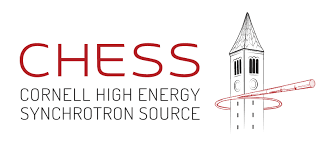 CHESS
CORNELL HIGH ENERGY
SYNCHROTRON SOURCE